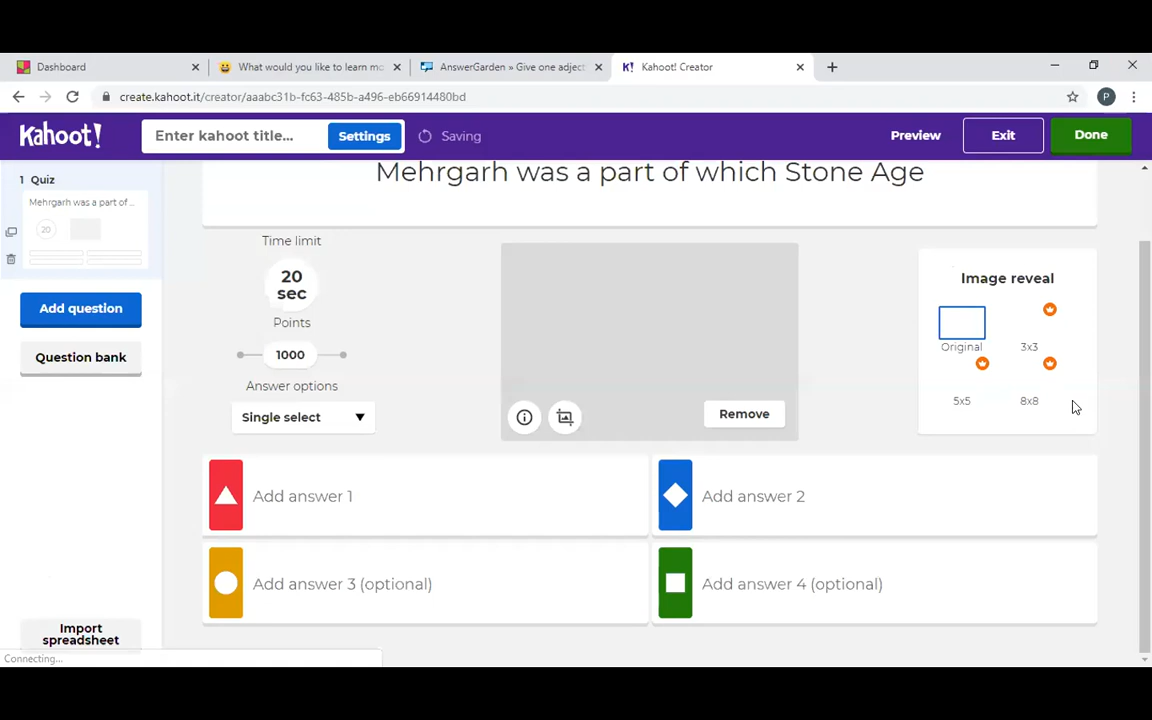 Dashboard
What would you like to learn mo
AnswerGarden » Give one adject
K! Kahoot! Creator
create.kahoot.it/creator/aaabc31b-fc63-485b-a496-eb66914480bd
P
Kahoot!
Enter kahoot title...
Settings
Saving
Preview
Exit
Done
1 Quiz
Mehrgarh was a part of ...
20
Add question
Question bank
Import
spreadsheet
Connecting...
Mehrgarh was a part of which Stone Age
Time limit
20
sec
Points
1000
Answer options
Single select
Remove
Image reveal
Original
3x3
5x5
8x8
Add answer 1
Add answer 2
Add answer 3 (optional)
Add answer 4 (optional)